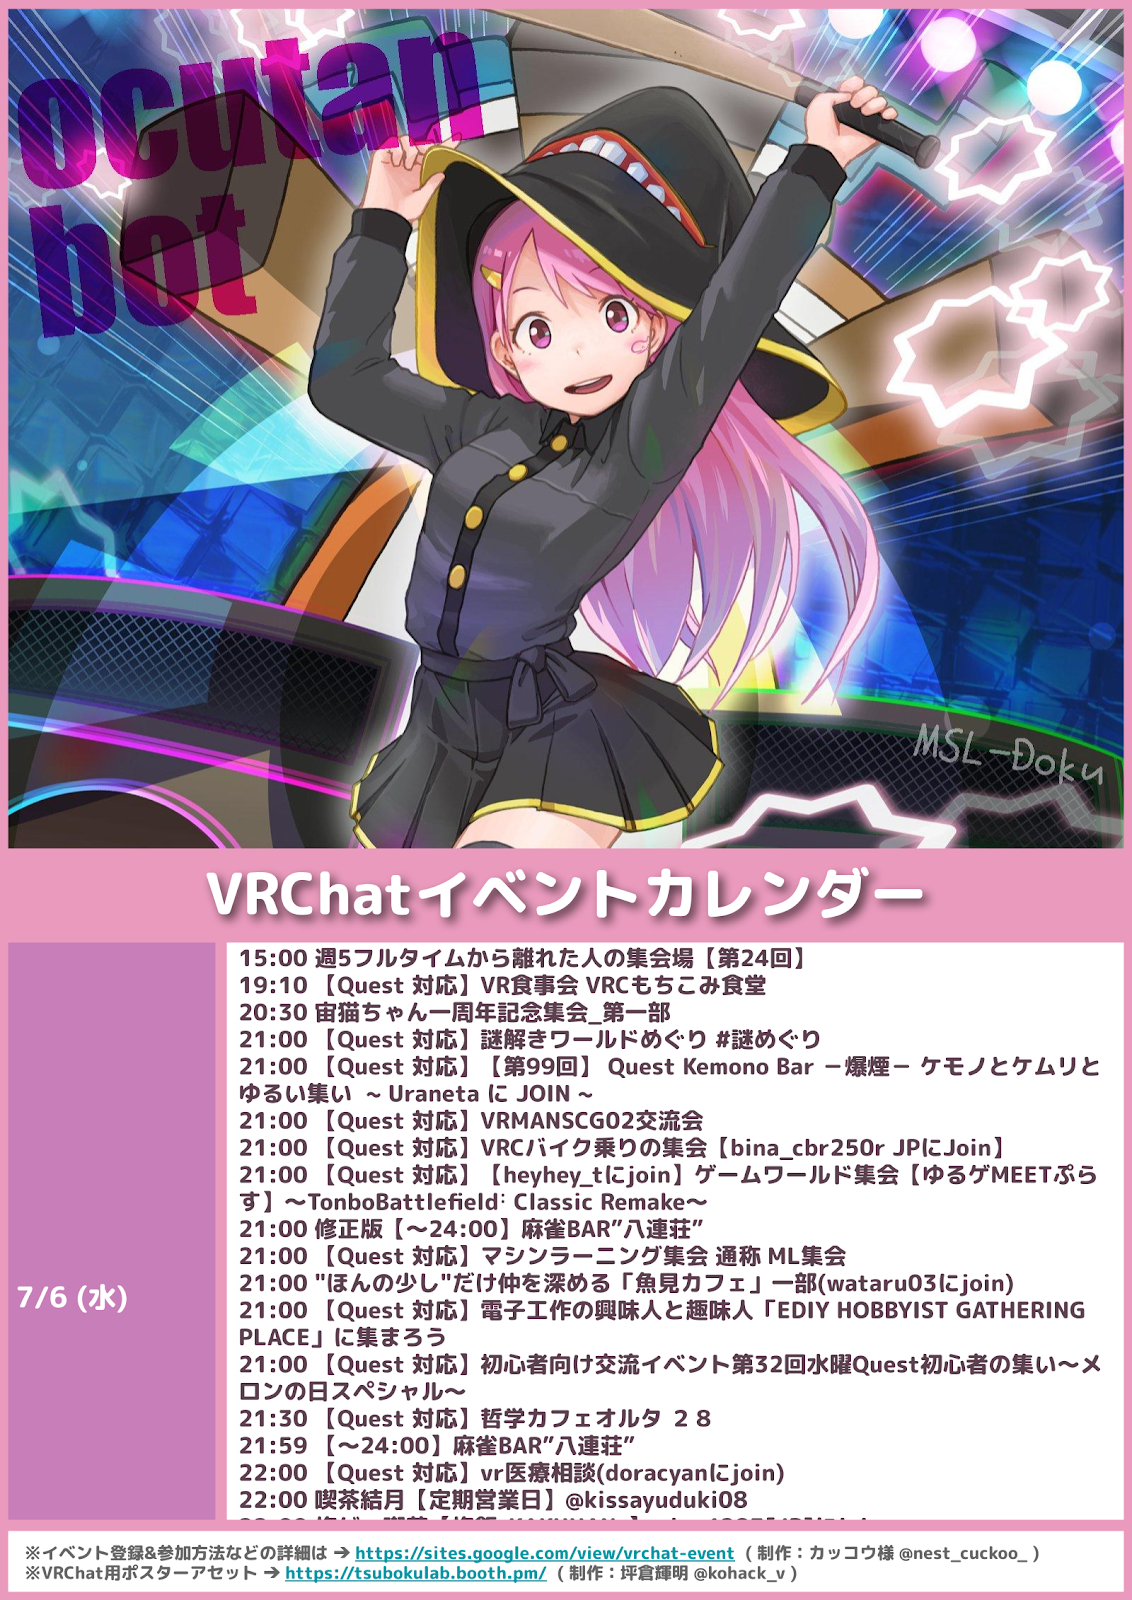 ocutan
bot
MSL-Doku
VRChatイベントカレンダー
7/6 (水)
15:00 週5フルタイムから離れた人の集会場【第24回】
19:10 【Quest 対応】VR食事会 VRCもちこみ食堂
20:30 宙猫ちゃん一周年記念集会_第一部
21:00 【Quest 対応】謎解きワールドめぐり #謎めぐり
21:00 【Quest 対応】【第99回】 Quest Kemono Bar －爆煙－ ケモノとケムリと
ゆるい集い ～ Uraneta に JOIN ～
21:00 【Quest 対応】VRMANSCG02交流会
21:00 【Quest 対応】VRCバイク乗りの集会【bina_cbr250r JPにJoin】
21:00 【Quest 対応】【heyhey_tにjoin】ゲームワールド集会【ゆるゲMEETぷら
す】～TonboBattlefield: Classic Remake～
21:00 修正版【～24:00】麻雀BAR”八連荘”
21:00 【Quest 対応】マシンラーニング集会 通称 ML集会
21:00 "ほんの少し"だけ仲を深める「魚見カフェ」一部(wataru03にjoin)
21:00 【Quest 対応】電子工作の興味人と趣味人「EDIY HOBBYIST GATHERING
PLACE」に集まろう
21:00 【Quest 対応】初心者向け交流イベント第32回水曜Quest初心者の集い～メ
ロンの日スペシャル～
21:30 【Quest 対応】哲学カフェオルタ ２８
21:59 【～24:00】麻雀BAR”八連荘”
22:00 【Quest 対応】vr医療相談(doracyanにjoin)
22:00 喫茶結月【定期営業日】@kissayuduki08
※イベント登録&参加方法などの詳細は ➔ https://sites.google.com/view/vrchat-event ( 制作：カッコウ様 @nest_cuckoo_ )
※VRChat用ポスターアセット ➔ https://tsubokulab.booth.pm/ ( 制作：坪倉輝明 @kohack_v )